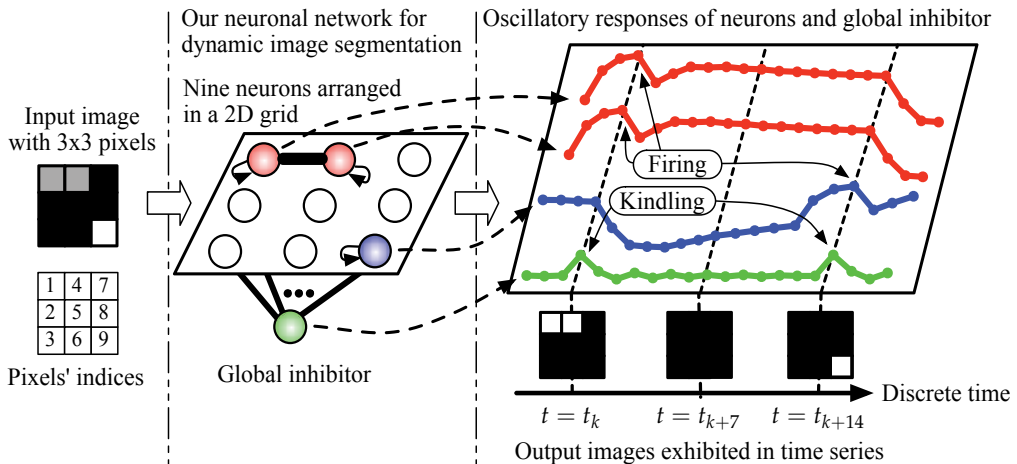 Our neuronal network for
dynamic image segmentation
Oscillatory responses of neurons and global inhibitor
Nine neurons arranged
in a 2D grid
Input image
with 3x3 pixels
Firing
Kindling
1 4 7
2 5 8
3 6 9
Pixels' indices
Global inhibitor
Discrete time
t = t_k
t = t_{k+7}
t = t_{k+14}
Output images exhibited in time series